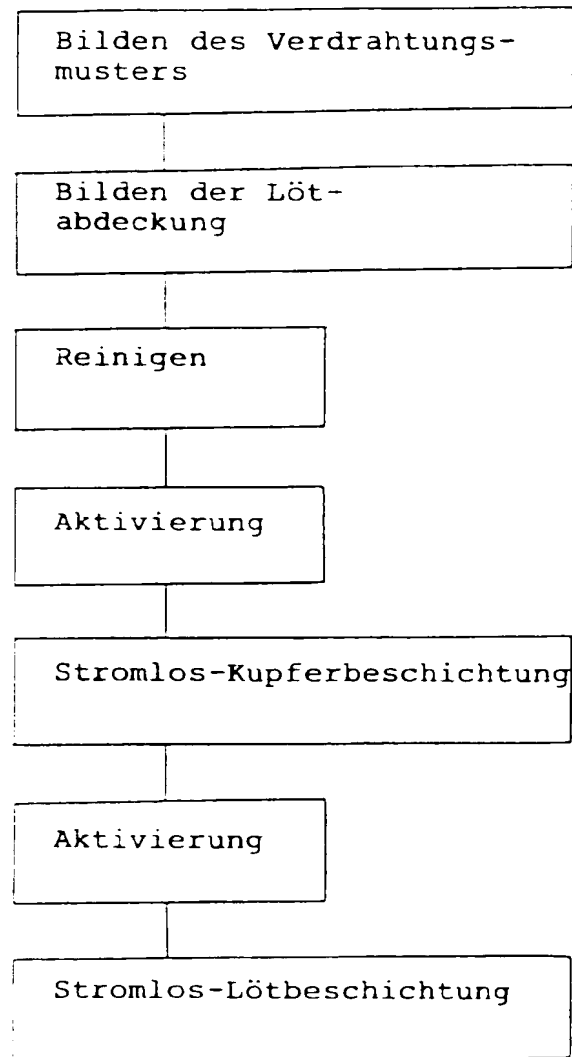 Bilden des Verdrahtungs-
musters
Bilden der Löt-
abdeckung
Reinigen
Aktivierung
Stromlos-Kupferbeschichtung
Aktivierung
Stromlos-Lötbeschichtung